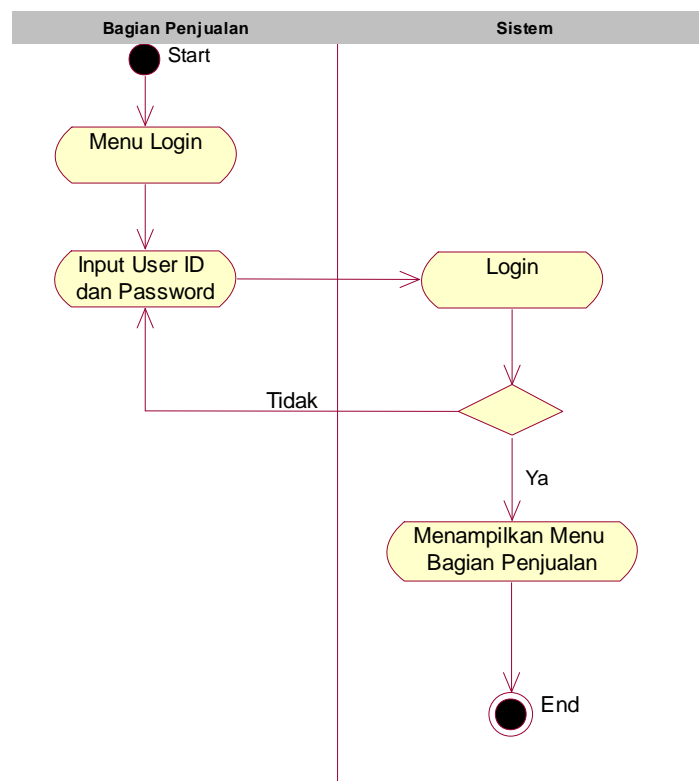 Bagian Penjualan
Sistem
Start
Menu Login
Input User ID
dan Password
Login
Tidak
Ya
Menampilkan Menu
Bagian Penjualan
End